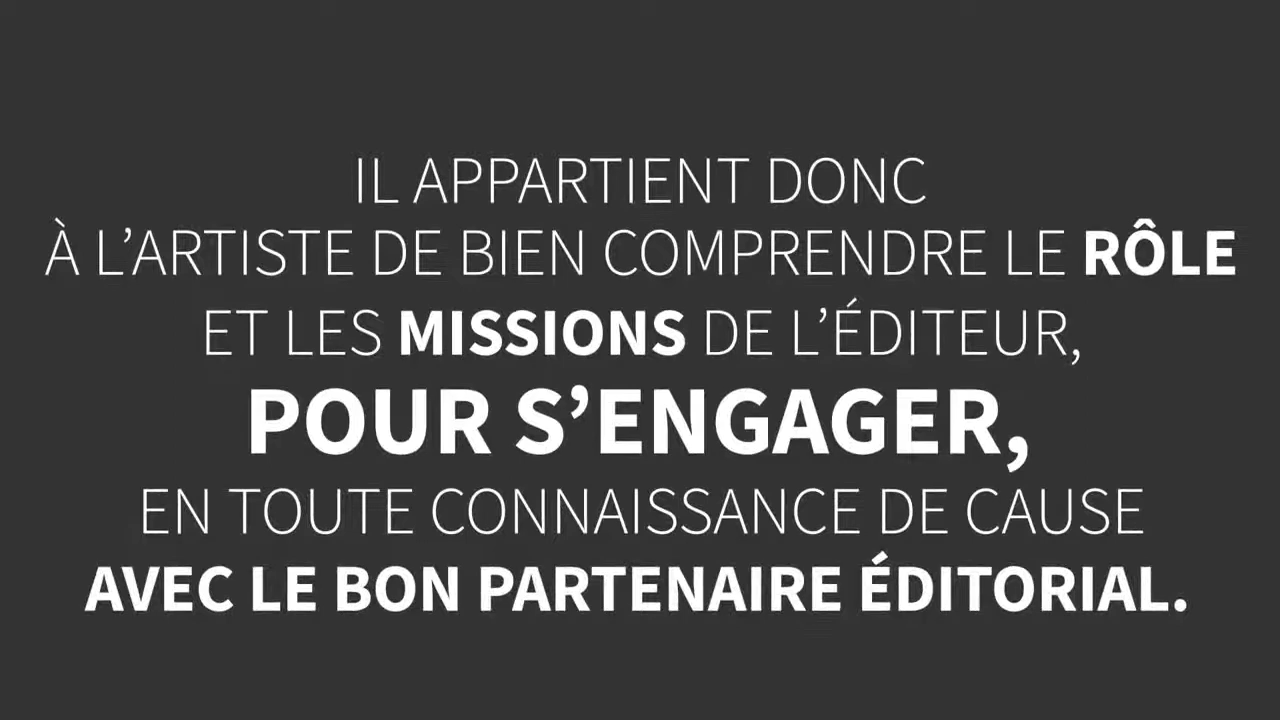 IL APPARTIENT DONC
À L’ARTISTE DE BIEN COMPRENDRE LE RÔLE
ET LES MISSIONS DE L’ÉDITEUR,
POUR S’ENGAGER,
EN TOUTE CONNAISSANCE DE CAUSE
AVEC LE BON PARTENAIRE ÉDITORIAL.